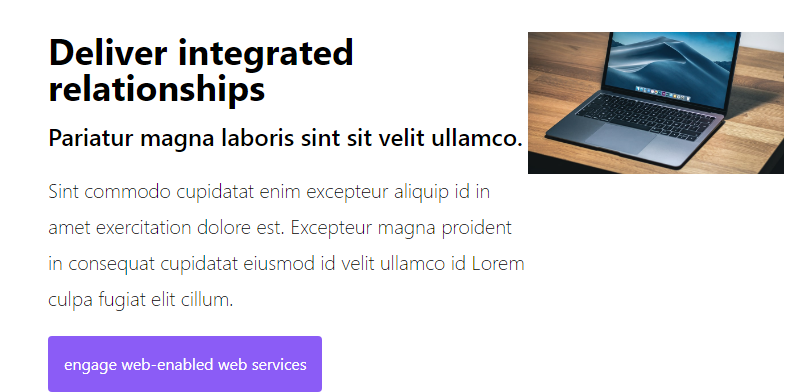 Deliver integrated
relationships
Pariatur magna laboris sint sit velit ullamco.
Sint commodo cupidatat enim excepteur aliquip id in
amet exercitation dolore est. Excepteur magna proident
in consequat cupidatat eiusmod id velit ullamco id Lorem
culpa fugiat elit cillum.
engage web-enabled web services